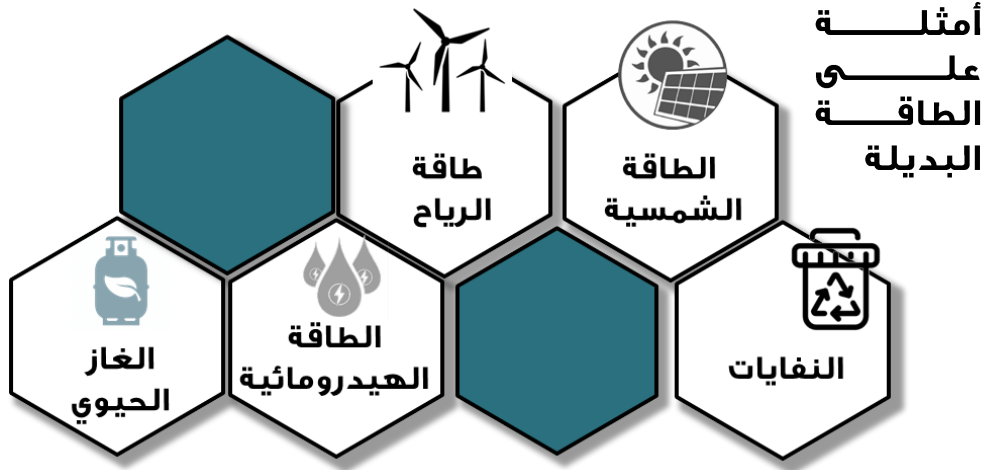 أمثلة
على
الطاقة
البديلة
الطاقة
الشمسية
طاقة
الرياح
النفايات
الطاقة
الهيدرومائية
الغاز
الحيوي